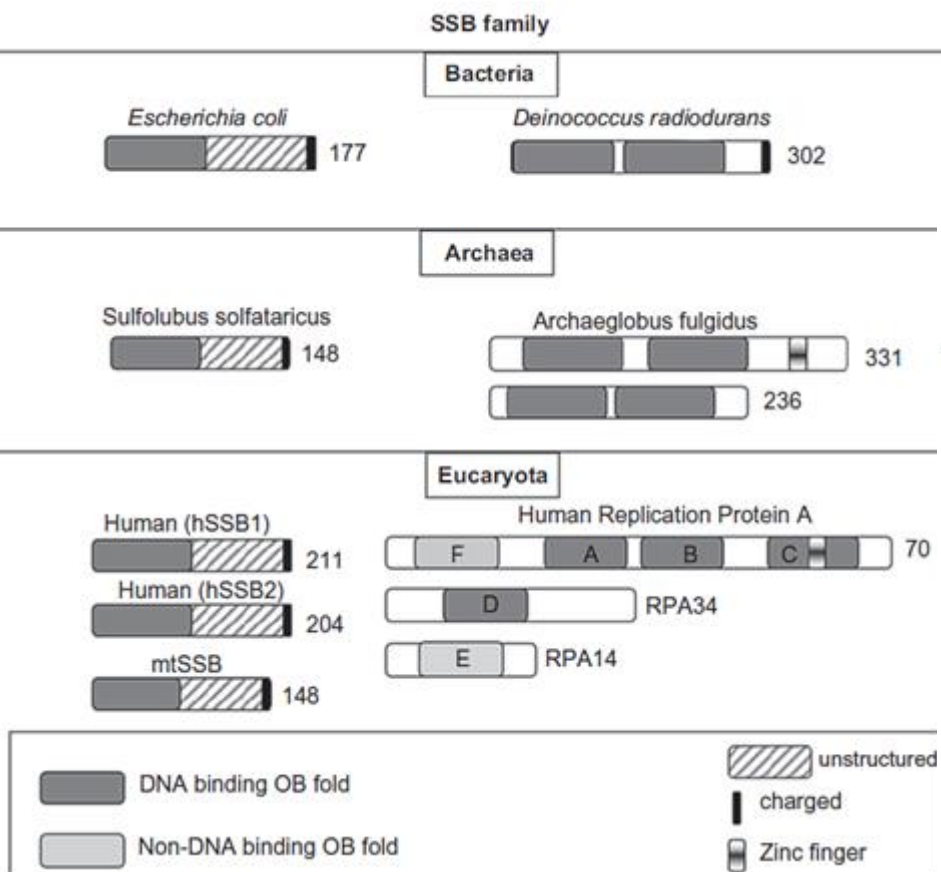 SSB family
Bacteria
Escherichia coli
177
Deinococcus radiodurans
302
Archaea
Sulfolubus solfataricus
148
Archaeglobus fulgidus
331
236
Eucaryota
Human (hSSB1)
211
Human (hSSB2)
204
mtSSB
148
Human Replication Protein A
F A B C 70
D RPA34
E RPA14
DNA binding OB fold
Non-DNA binding OB fold
unstructured
charged
Zinc finger